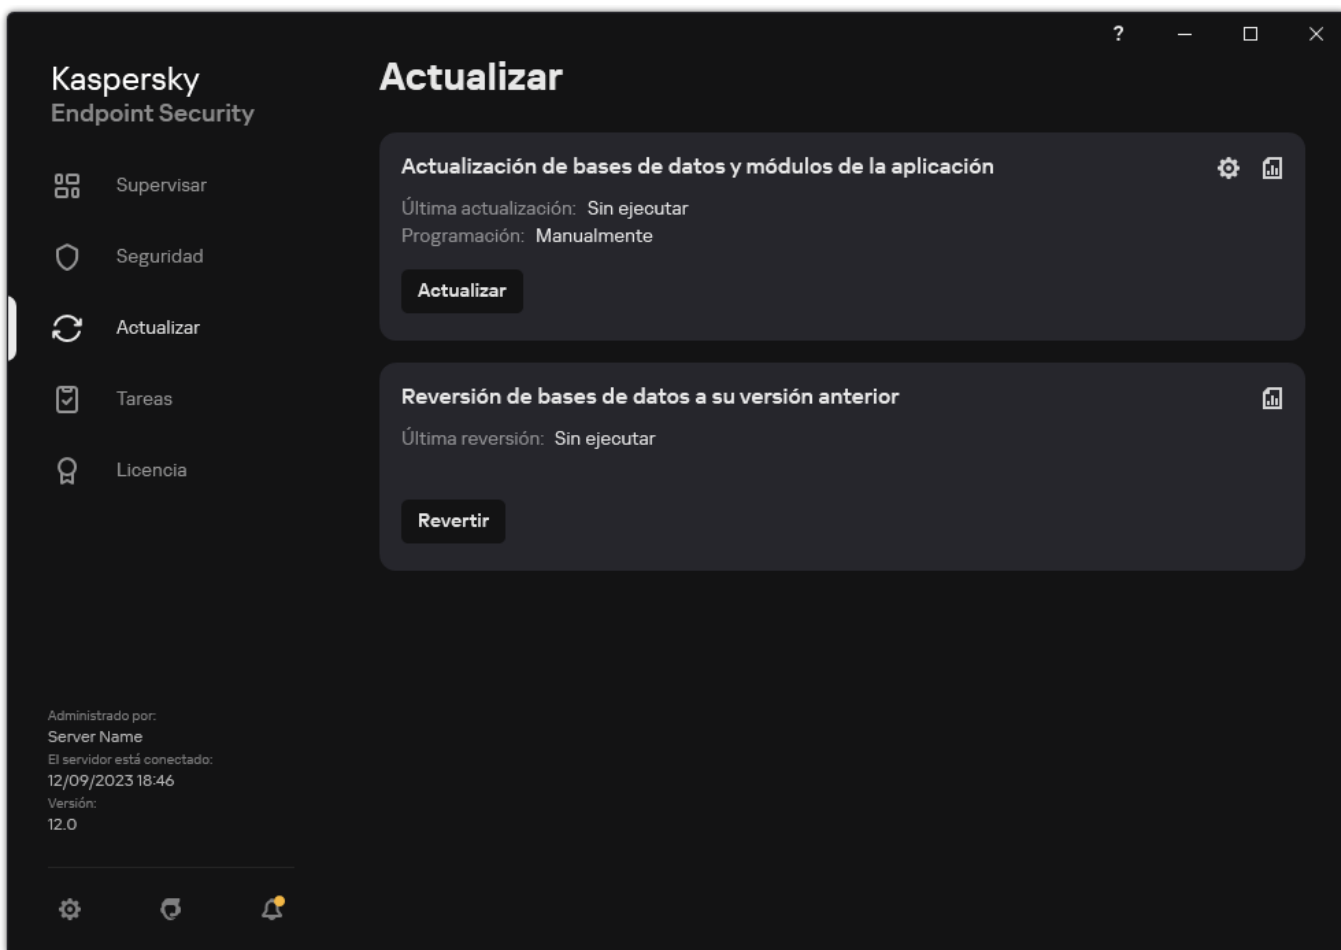 ?
Kaspersky
Endpoint Security
Supervisar
Seguridad
Actualizar
Tareas
Licencia
Administrado por:
Server Name
El servidor está conectado:
12/09/2023 18:46
Versión:
12.0
Actualizar
Actualización de bases de datos y módulos de la aplicación
Última actualización: Sin ejecutar
Programación: Manualmente
Actualizar
Reversión de bases de datos a su versión anterior
Última reversión: Sin ejecutar
Revertir